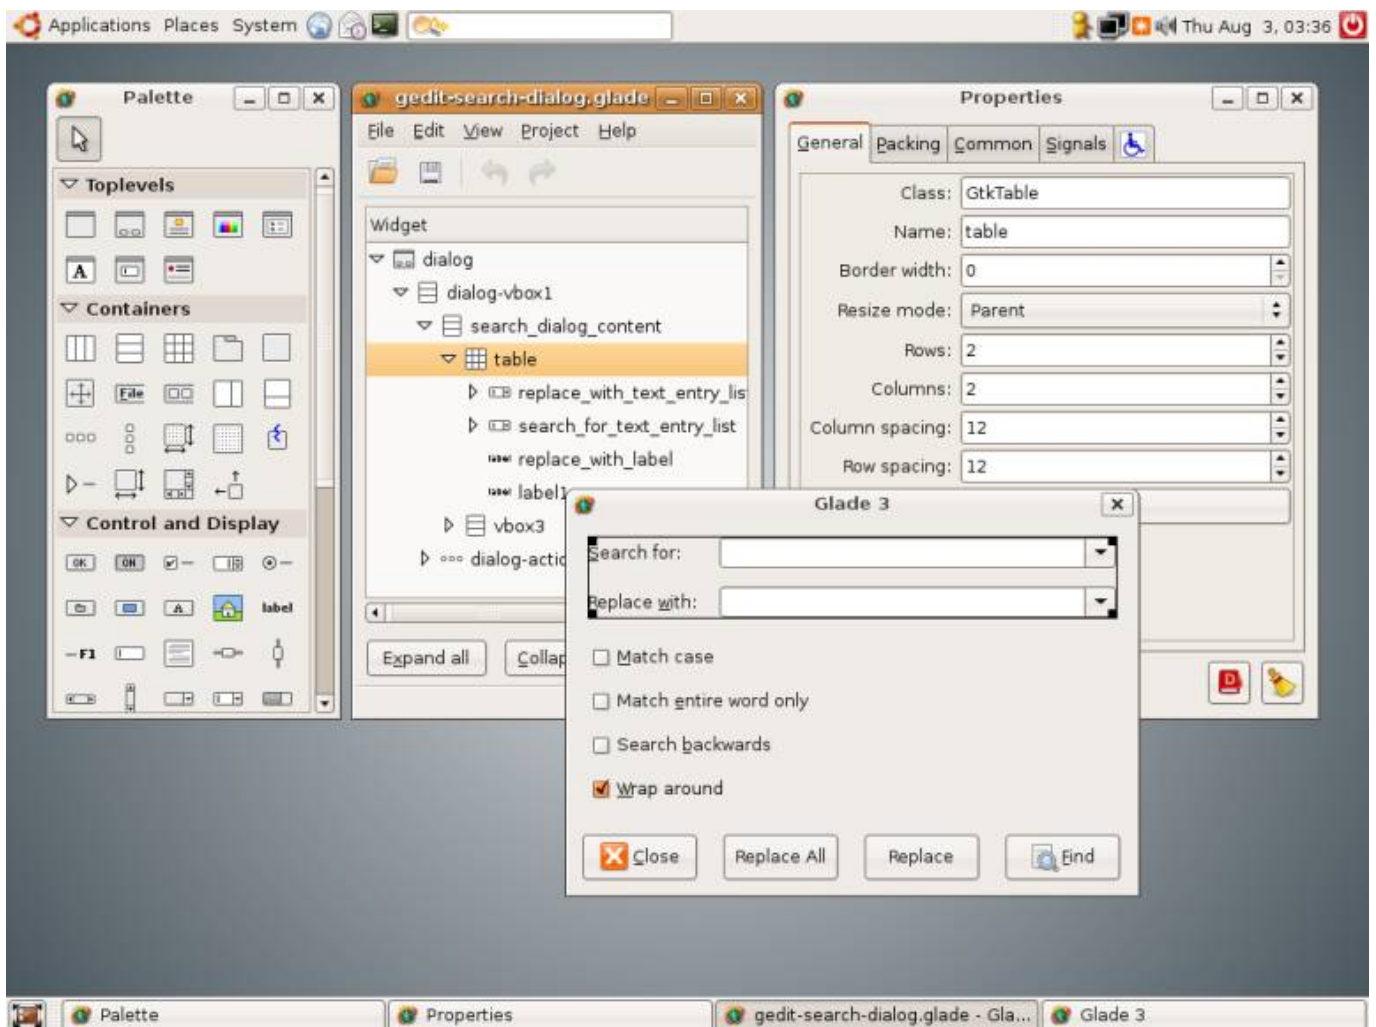 Applications Places System Thu Aug 3, 03:36
Palette
Toplevels
A
Containers
File
Control and Display
OK ON
A label
F1
gedit-search-dialog.glade
File Edit View Project Help
Widget
dialog
dialog-vbox1
search_dialog_content
table
replace_with_text_entry_lis
search_for_text_entry_list
label replace_with_label
label label1
vbox3
dialog-actic
Expand all Collap
Properties
General Packing Common Signals
Class: GtkTable
Name: table
Border width: 0
Resize mode: Parent
Rows: 2
Columns: 2
Column spacing: 12
Row spacing: 12
D
Glade 3
Search for:
Replace with:
Match case
Match entire word only
Search backwards
Wrap around
Close Replace All Replace Find
Palette Properties gedit-search-dialog.glade - Gla... Glade 3